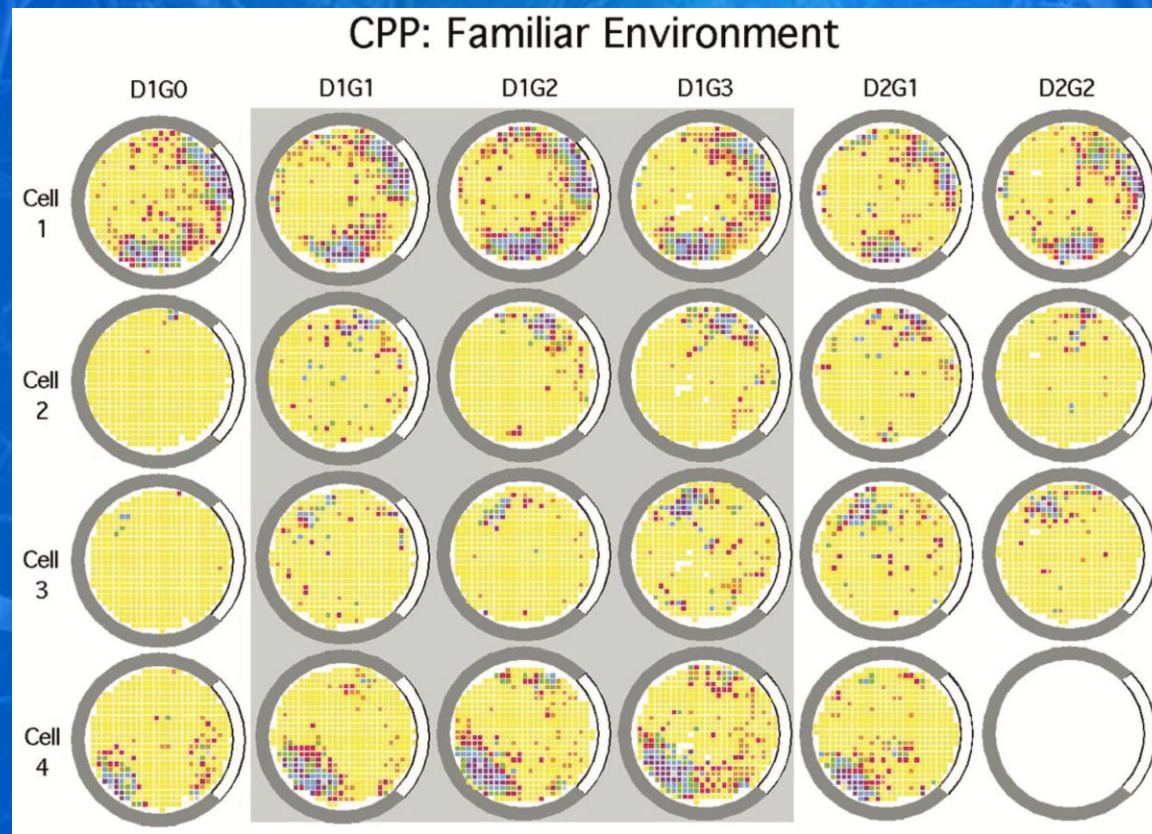 CPP: Familiar Environment
D1G0 D1G1 D1G2 D1G3 D2G1 D2G2
Cell
1
Cell
2
Cell
3
Cell
4